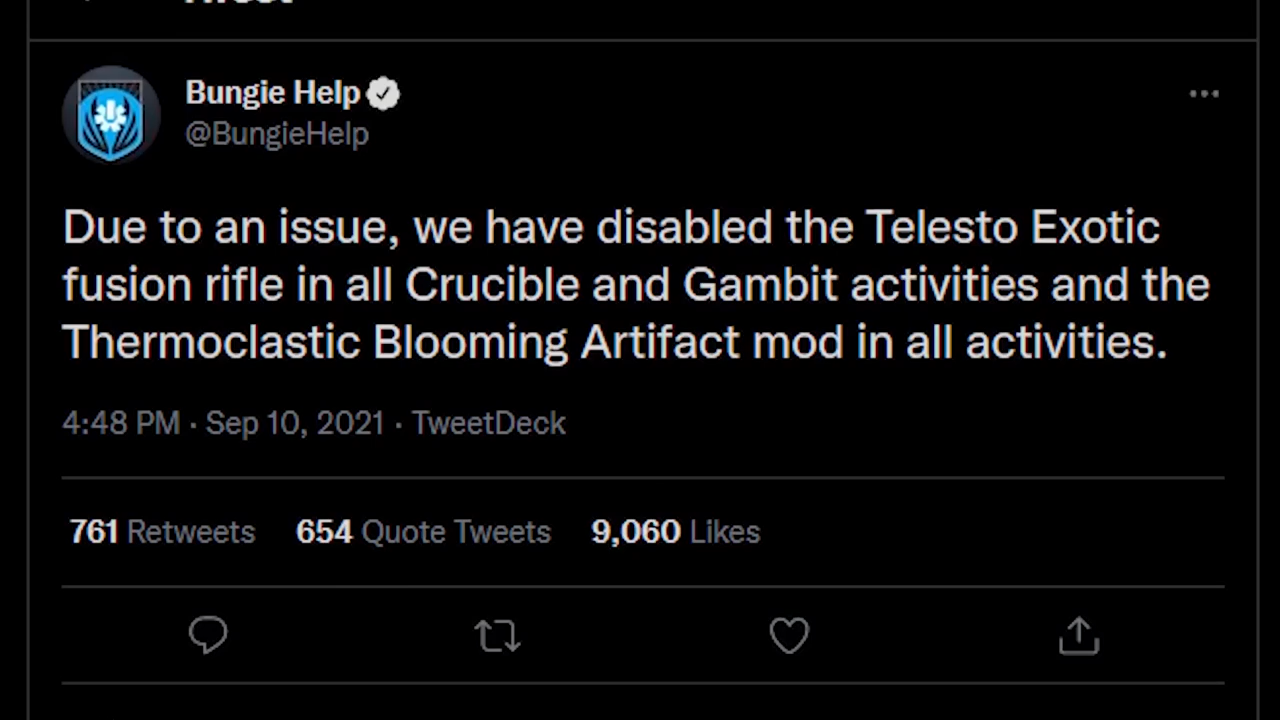 Bungie Help
@BungieHelp
Due to an issue, we have disabled the Telesto Exotic
fusion rifle in all Crucible and Gambit activities and the
Thermoclastic Blooming Artifact mod in all activities.
4:48 PM · Sep 10, 2021 · TweetDeck
761 Retweets 654 Quote Tweets 9,060 Likes